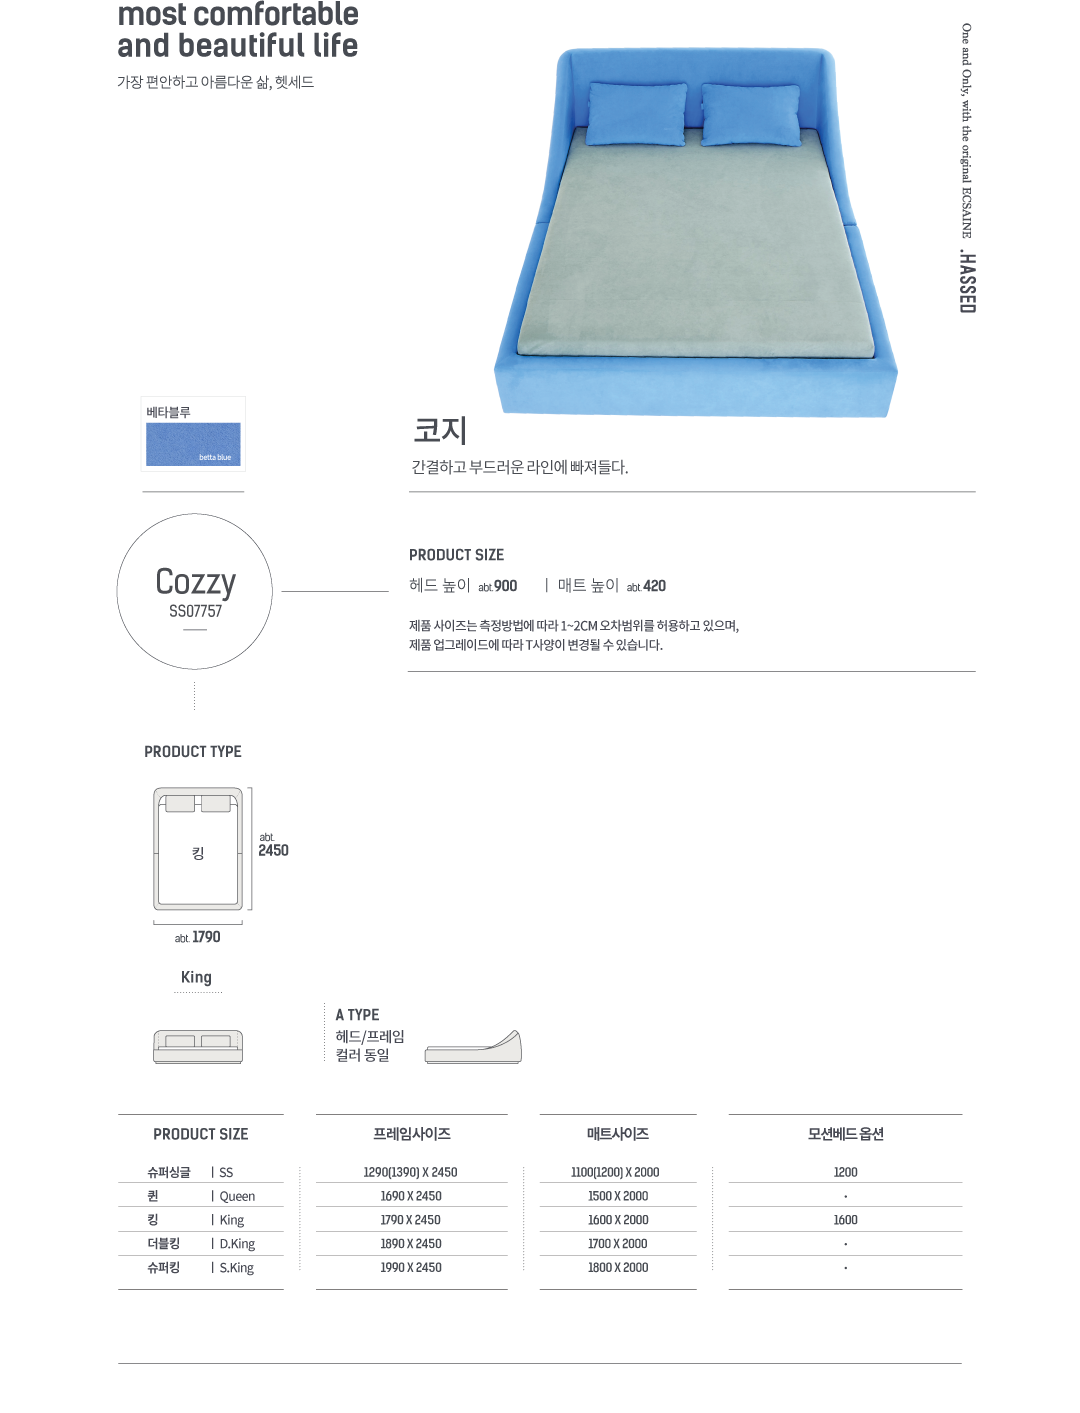 most comfortable
and beautiful life
가장 편안하고 아름다운 삶, 헷세드
One and Only, with the original ECSAINE .HASSED
베타블루
betta blue
코지
간결하고 부드러운 라인에 빠져들다.
Cozzy
SS07757
PRODUCT SIZE
헤드 높이 abt.900 | 매트 높이 abt.420
제품 사이즈는 측정방법에 따라 1~2CM 오차범위를 허용하고 있으며,
제품 업그레이드에 따라 T사양이 변경될 수 있습니다.
PRODUCT TYPE
킹
abt.
2450
abt. 1790
King
A TYPE
헤드/프레임
컬러 동일
PRODUCT SIZE 프레임사이즈 매트사이즈 모션베드 옵션
슈퍼싱글 | SS 1290(1390) X 2450 1100(1200) X 2000 1200
퀸 | Queen 1690 X 2450 1500 X 2000 ·
킹 | King 1790 X 2450 1600 X 2000 1600
더블킹 | D.King 1890 X 2450 1700 X 2000 ·
슈퍼킹 | S.King 1990 X 2450 1800 X 2000 ·